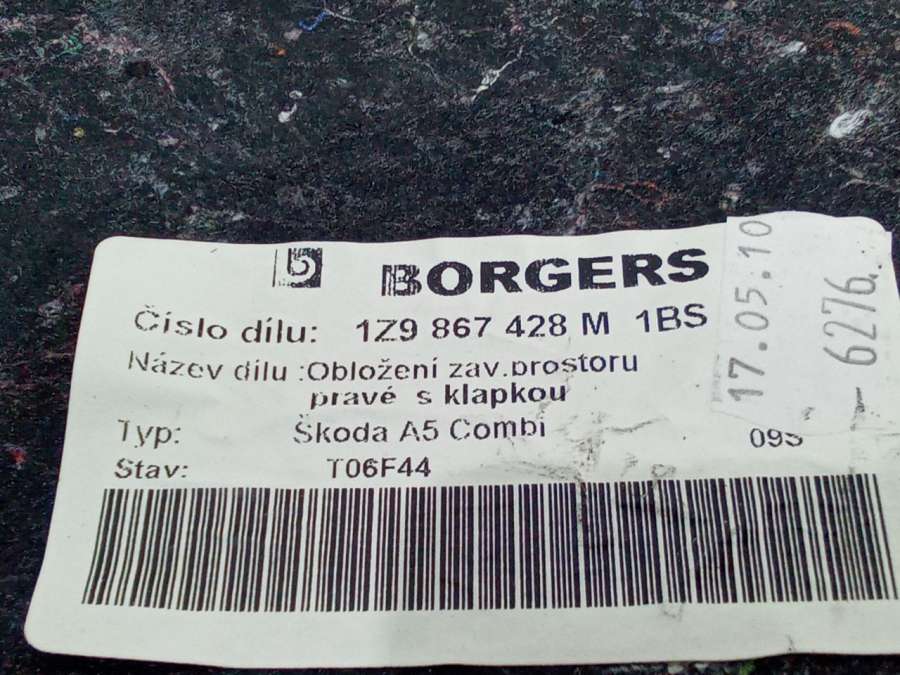 BORGERS
Číslo dílu: 1Z9 867 428 M 1BS
Název dílu :Obložení zav.prostoru
pravé s klapkou
Typ: Škoda A5 Combi
Stav: T06F44
17.05.10
6276